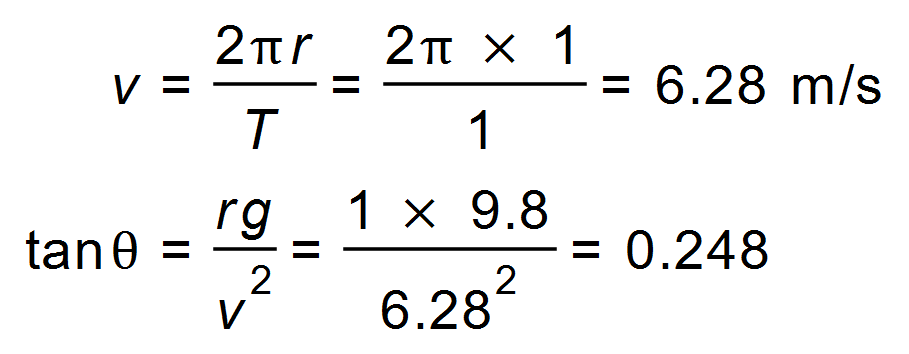 v = 2πr/T = 2π × 1/1 = 6.28 m/s
tanθ = rg/v² = 1 × 9.8/6.28² = 0.248